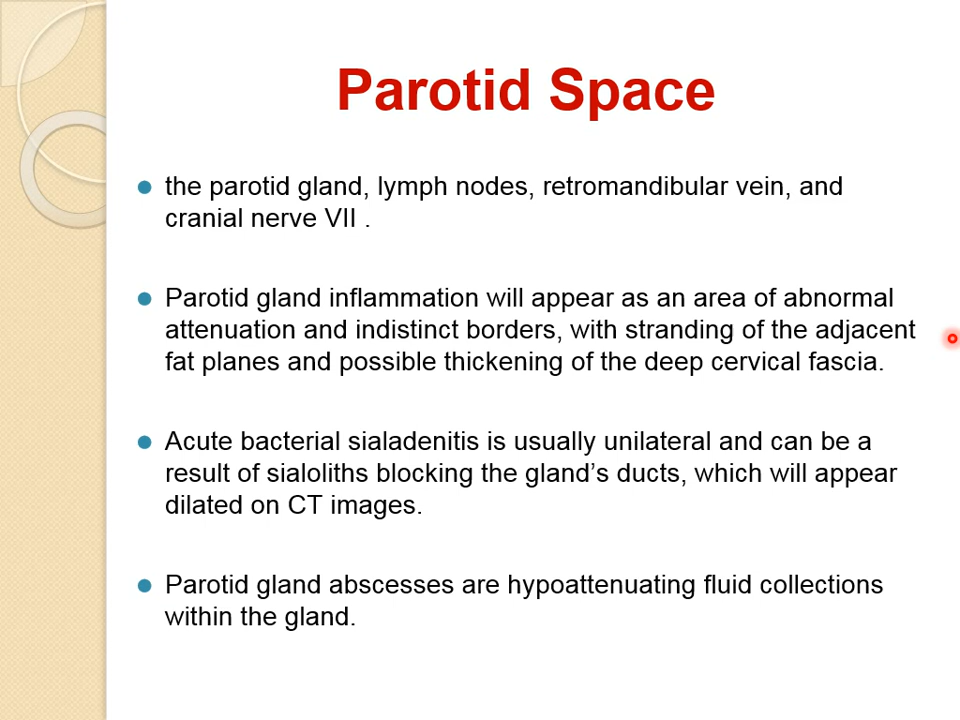 Parotid Space
the parotid gland, lymph nodes, retromandibular vein, and
cranial nerve VII .
Parotid gland inflammation will appear as an area of abnormal
attenuation and indistinct borders, with stranding of the adjacent
fat planes and possible thickening of the deep cervical fascia.
Acute bacterial sialadenitis is usually unilateral and can be a
result of sialoliths blocking the gland’s ducts, which will appear
dilated on CT images.
Parotid gland abscesses are hypoattenuating fluid collections
within the gland.